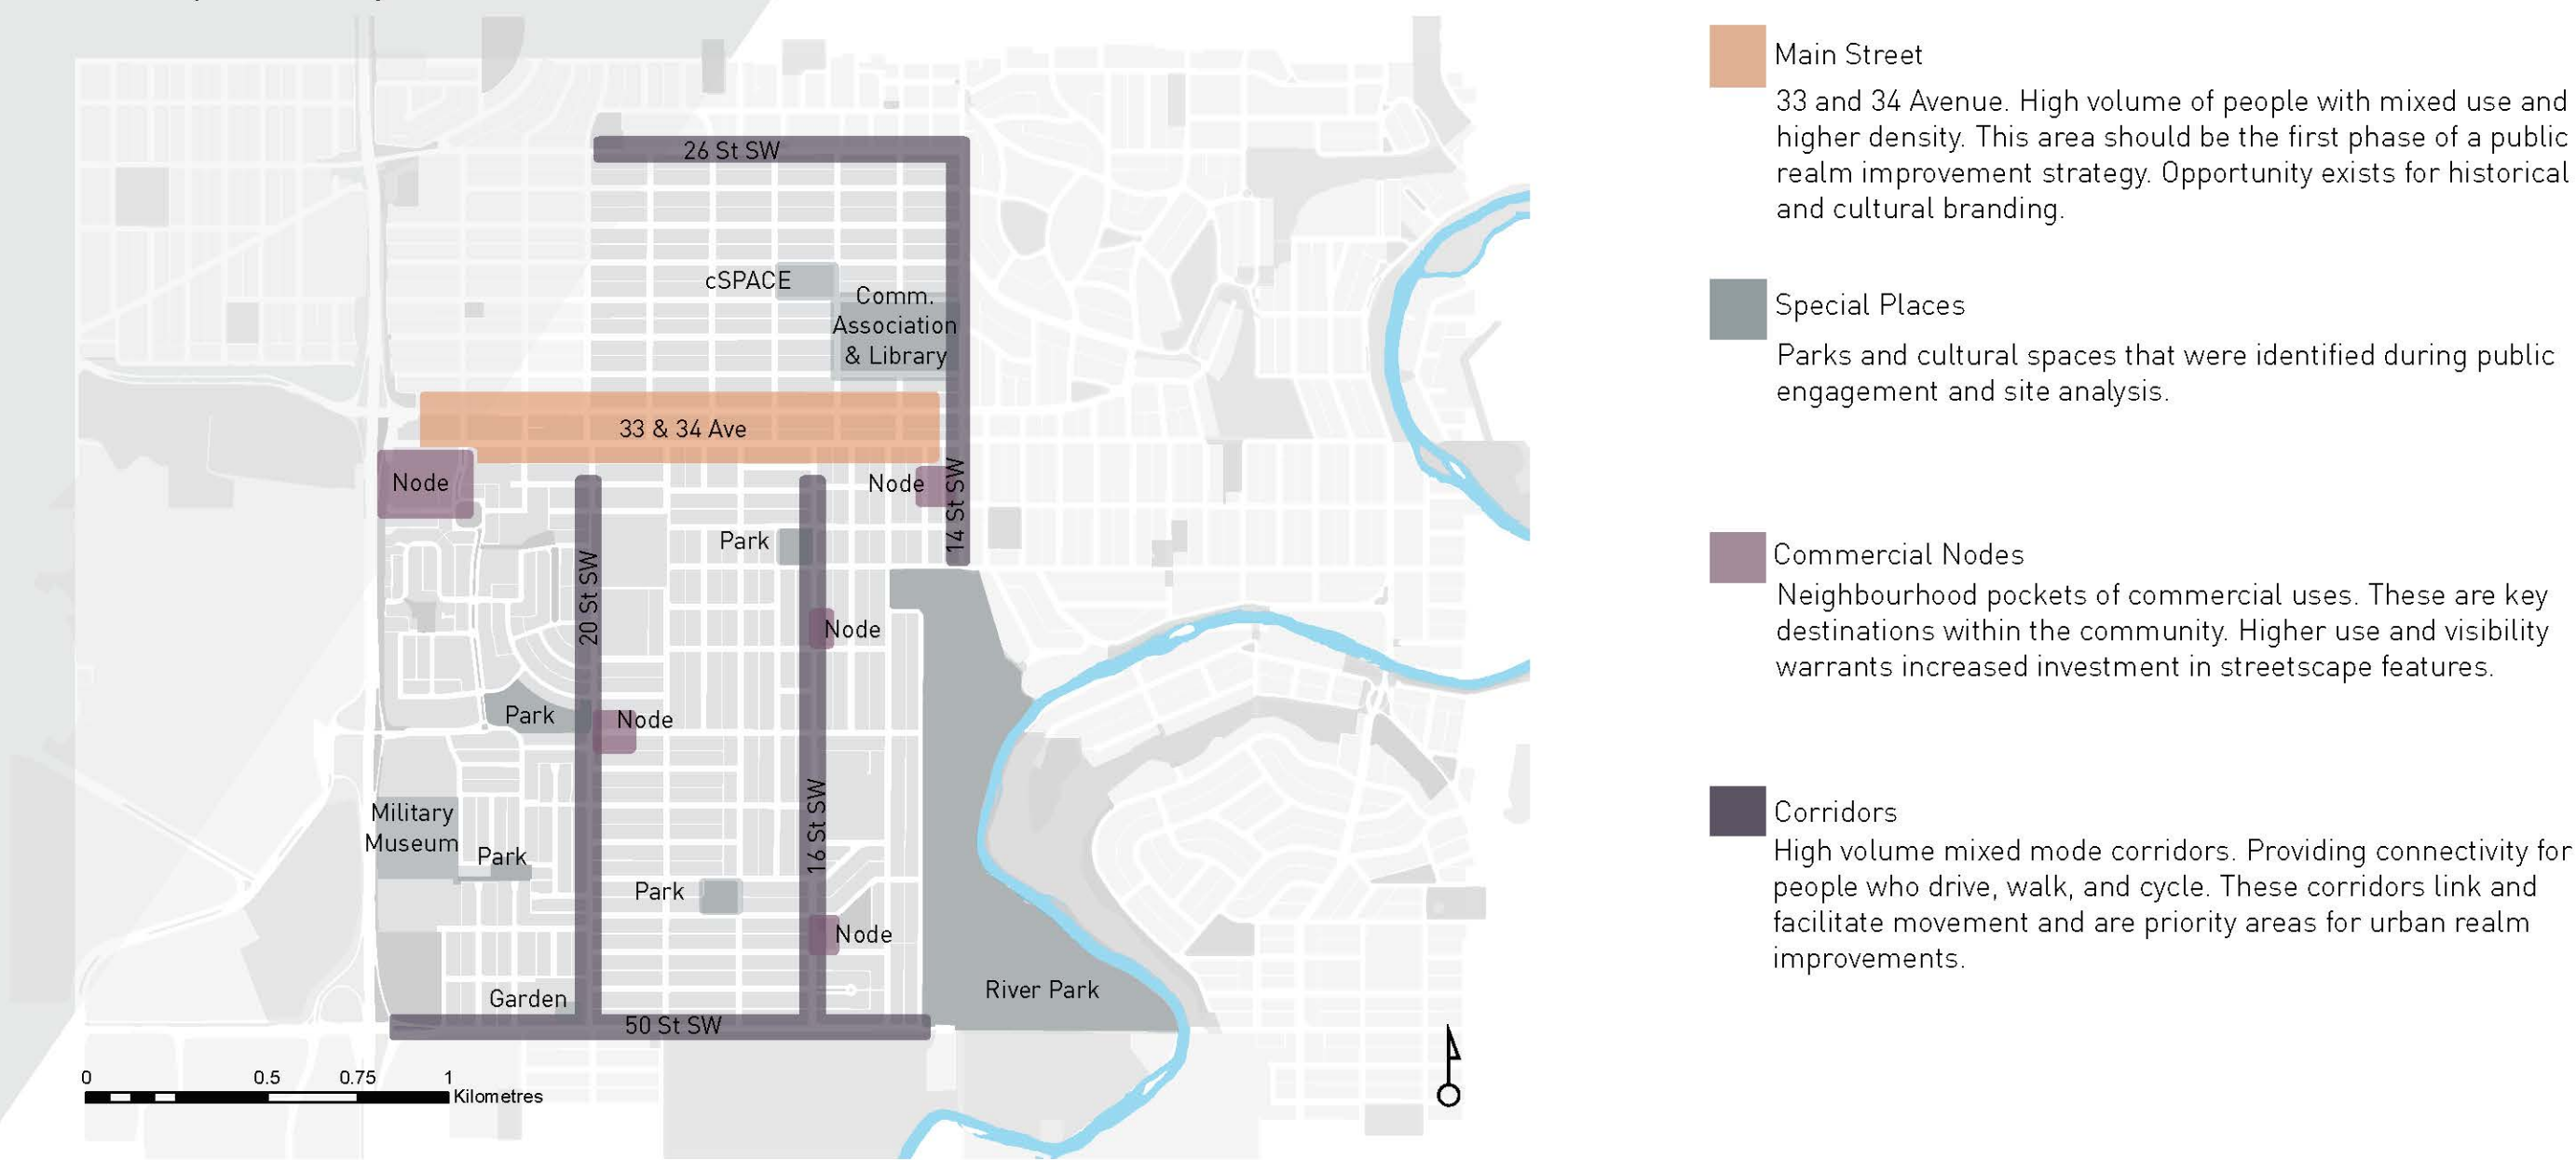 26 St SW
cSPACE
Comm.
Association
& Library
33 & 34 Ave
Node
Node
14 St SW
Park
20 St SW
Node
Park
Node
16 St SW
Military
Museum
Park
Park
Node
River Park
Garden
50 St SW
0 0.5 0.75 1
Kilometres
Main Street
33 and 34 Avenue. High volume of people with mixed use and
higher density. This area should be the first phase of a public
realm improvement strategy. Opportunity exists for historical
and cultural branding.
Special Places
Parks and cultural spaces that were identified during public
engagement and site analysis.
Commercial Nodes
Neighbourhood pockets of commercial uses. These are key
destinations within the community. Higher use and visibility
warrants increased investment in streetscape features.
Corridors
High volume mixed mode corridors. Providing connectivity for
people who drive, walk, and cycle. These corridors link and
facilitate movement and are priority areas for urban realm
improvements.